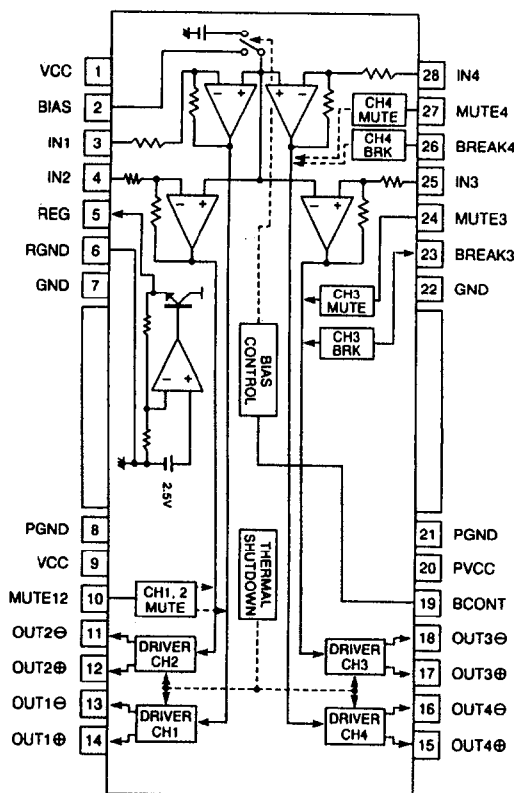 VCC 1
BIAS 2
IN1 3
IN2 4
REG 5
RGND 6
GND 7
PGND 8
VCC 9
MUTE12 10
OUT2⊖ 11
OUT2⊕ 12
OUT1⊖ 13
OUT1⊕ 14
28 IN4
27 MUTE4
26 BREAK4
25 IN3
24 MUTE3
23 BREAK3
22 GND
21 PGND
20 PVCC
19 BCONT
18 OUT3⊖
17 OUT3⊕
16 OUT4⊖
15 OUT4⊕
- +
+ -
CH4
MUTE
CH4
BRK
- +
+ -
CH3
MUTE
CH3
BRK
- +
2.5V
BIAS
CONTROL
THERMAL
SHUTDOWN
CH1, 2
MUTE
DRIVER
CH2
DRIVER
CH1
DRIVER
CH3
DRIVER
CH4